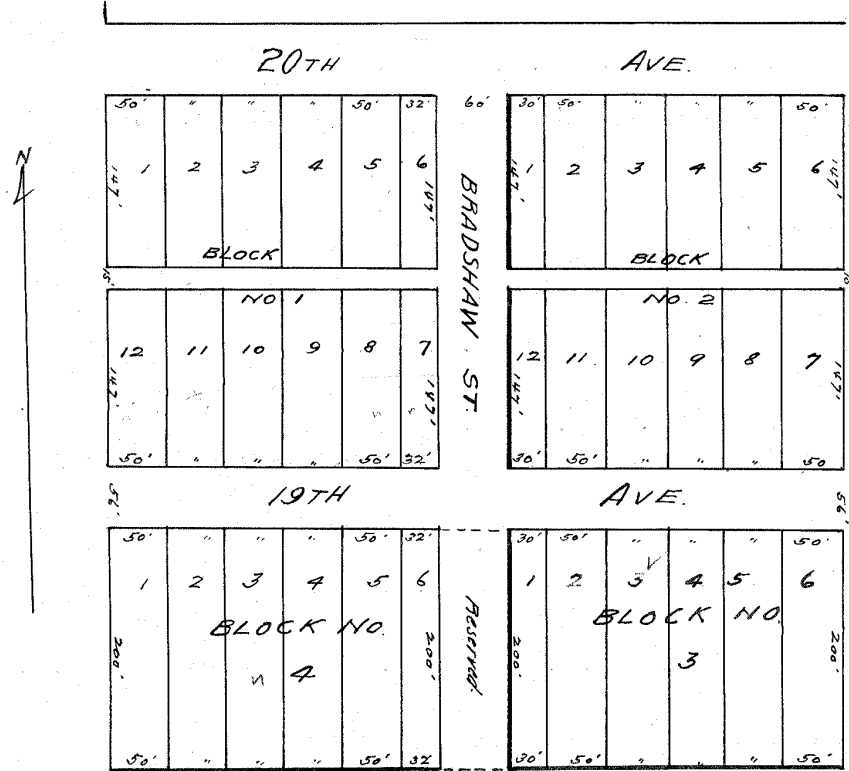 20TH AVE.
50' " " " 50' 32' 60' 30' 50' " " " 50'
N
1 2 3 4 5 6 1 2 3 4 5 6
147' 147' 147' 147'
BRADSHAW ST.
BLOCK BLOCK
NO 1 NO. 2
12 11 10 9 8 7 12 11 10 9 8 7
147' 147' 147' 147'
50' " " " 50' 32' 30' 50' " " " 50
56' 19TH AVE. 56'
50' " " " 50' 32' 30' 50' " " " 50'
1 2 3 4 5 6 1 2 3 4 5 6
BLOCK NO. BLOCK NO.
4 3
200' 200' Reserved. 200' 200'
50' " " " 50' 32' 30' 50' " " " 50'